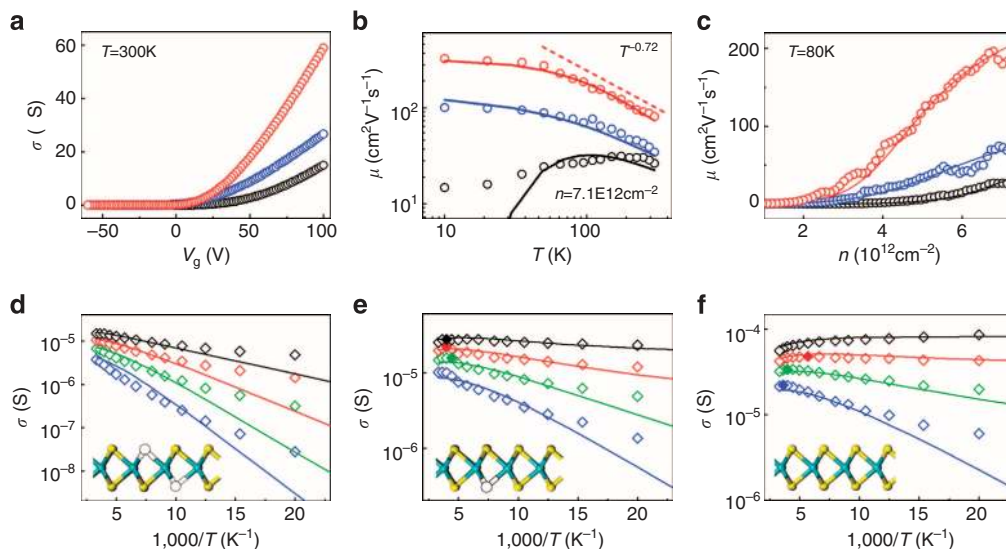 a
σ ( S)
60
40
20
0
T=300K
−50 0 50 100
Vg (V)
b
μ (cm2V−1s−1)
10²
10¹
T−0.72
n=7.1E12cm−2
10 100
T (K)
c
μ (cm2V−1s−1)
200
100
0
T=80K
2 4 6
n (10¹²cm−2)
d
σ (S)
10−5
10−6
10−7
10−8
5 10 15 20
1,000/T (K−1)
e
σ (S)
10−5
10−6
5 10 15 20
1,000/T (K−1)
f
σ (S)
10−4
10−5
10−6
5 10 15 20
1,000/T (K−1)